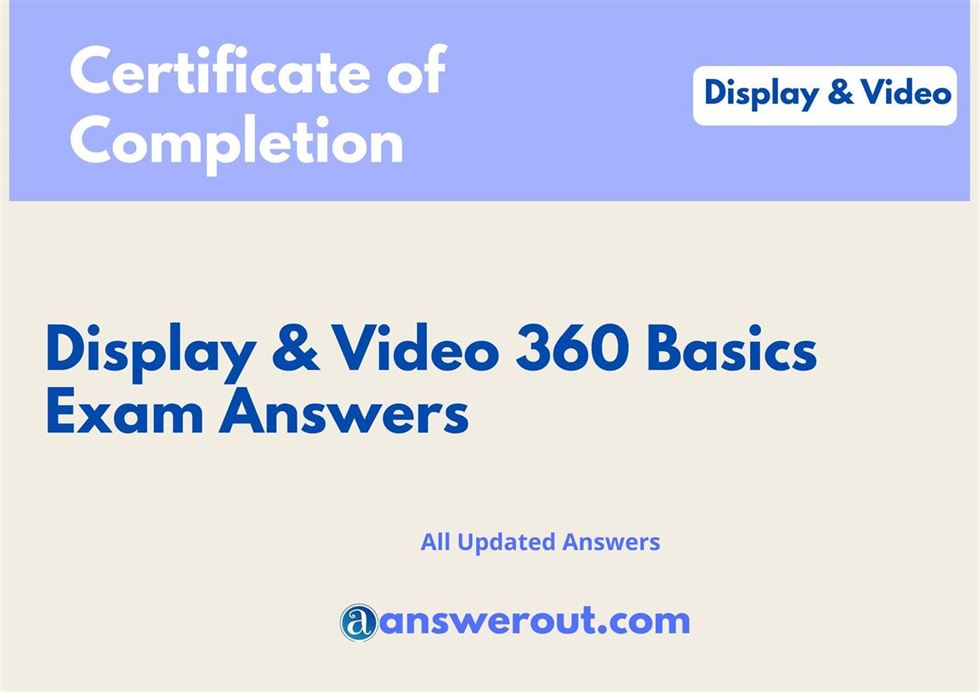 Certificate of
Completion
Display & Video
Display & Video 360 Basics
Exam Answers
All Updated Answers
a answerout.com